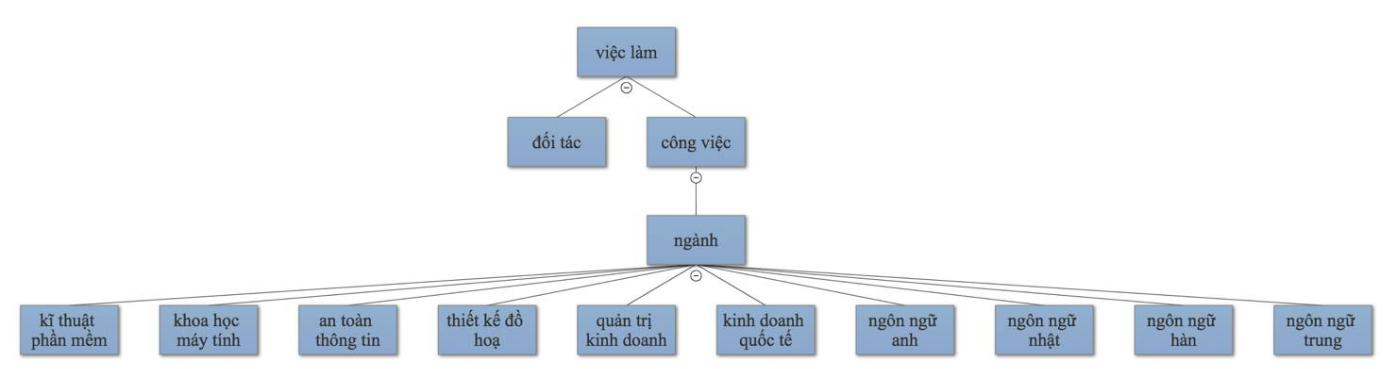 việc làm
đối tác
công việc
ngành
kĩ thuật
phần mềm
khoa học
máy tính
an toàn
thông tin
thiết kế đồ
hoạ
quản trị
kinh doanh
kinh doanh
quốc tế
ngôn ngữ
anh
ngôn ngữ
nhật
ngôn ngữ
hàn
ngôn ngữ
trung